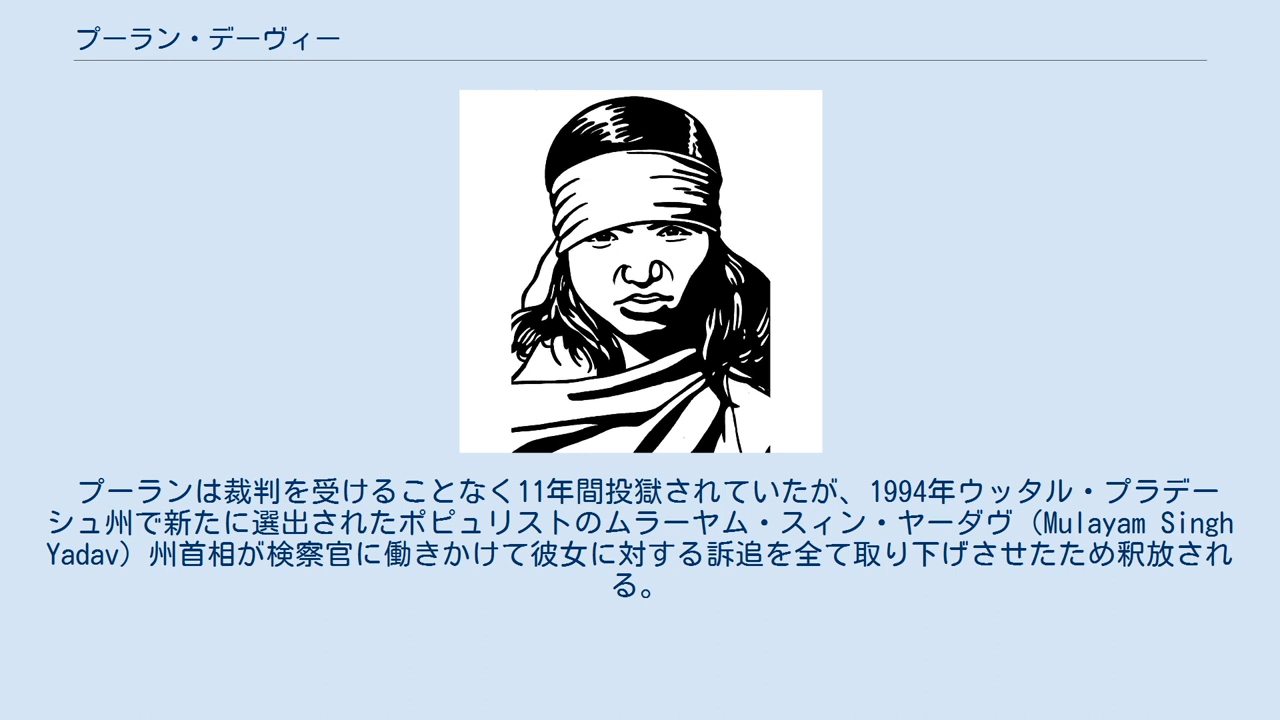 プーラン・デーヴィー
プーランは裁判を受けることなく11年間投獄されていたが、1994年ウッタル・プラデー
シュ州で新たに選出されたポピュリストのムラーヤム・スィン・ヤーダヴ（Mulayam Singh
Yadav）州首相が検察官に働きかけて彼女に対する訴追を全て取り下げさせたため釈放され
る。